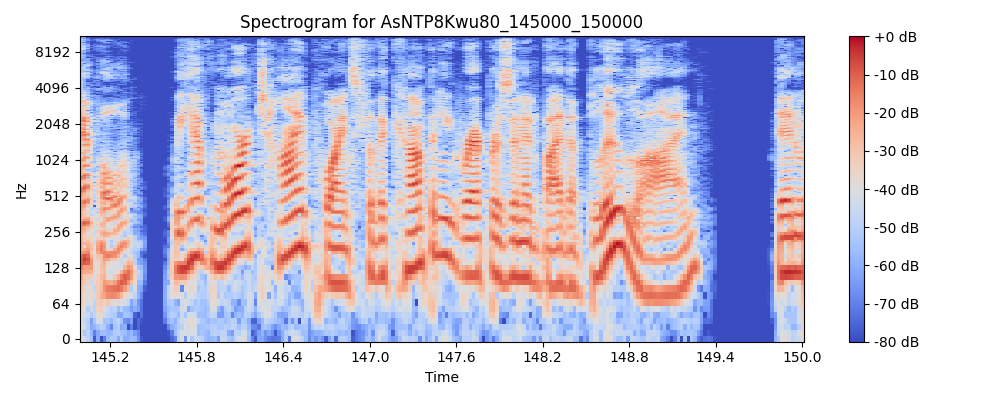 Spectrogram for AsNTP8Kwu80_145000_150000
8192
4096
2048
1024
512
256
128
64
0
Hz
145.2 145.8 146.4 147.0 147.6 148.2 148.8 149.4 150.0
Time
+0 dB
-10 dB
-20 dB
-30 dB
-40 dB
-50 dB
-60 dB
-70 dB
-80 dB